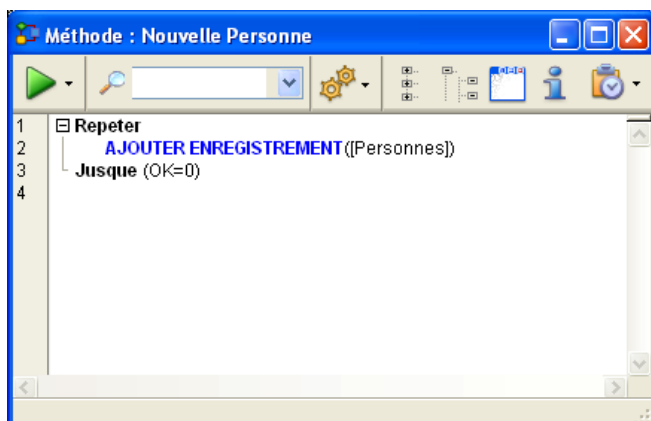 Méthode : Nouvelle Personne
1 Repeter
2 AJOUTER ENREGISTREMENT([Personnes])
3 Jusque (OK=0)
4